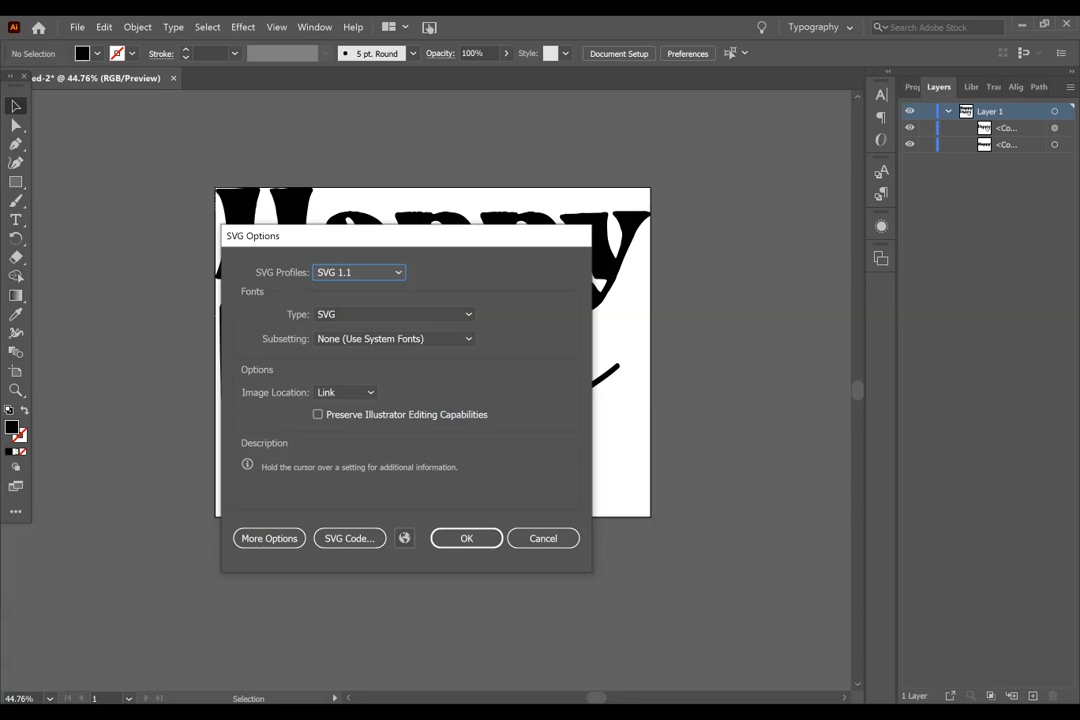 Ai File Edit Object Type Select Effect View Window Help Typography Search Adobe Stock
No Selection Stroke: 5 pt. Round Opacity: 100% Style: Document Setup Preferences
ed-2* @ 44.76% (RGB/Preview) ×
Layers Libr Align Path
Layer 1
<Co...
<Co...
Happy
SVG Options
SVG Profiles: SVG 1.1
Fonts
Type: SVG
Subsetting: None (Use System Fonts)
Options
Image Location: Link
Preserve Illustrator Editing Capabilities
Description
Hold the cursor over a setting for additional information.
More Options SVG Code... OK Cancel
44.76% 1 Selection 1 Layer